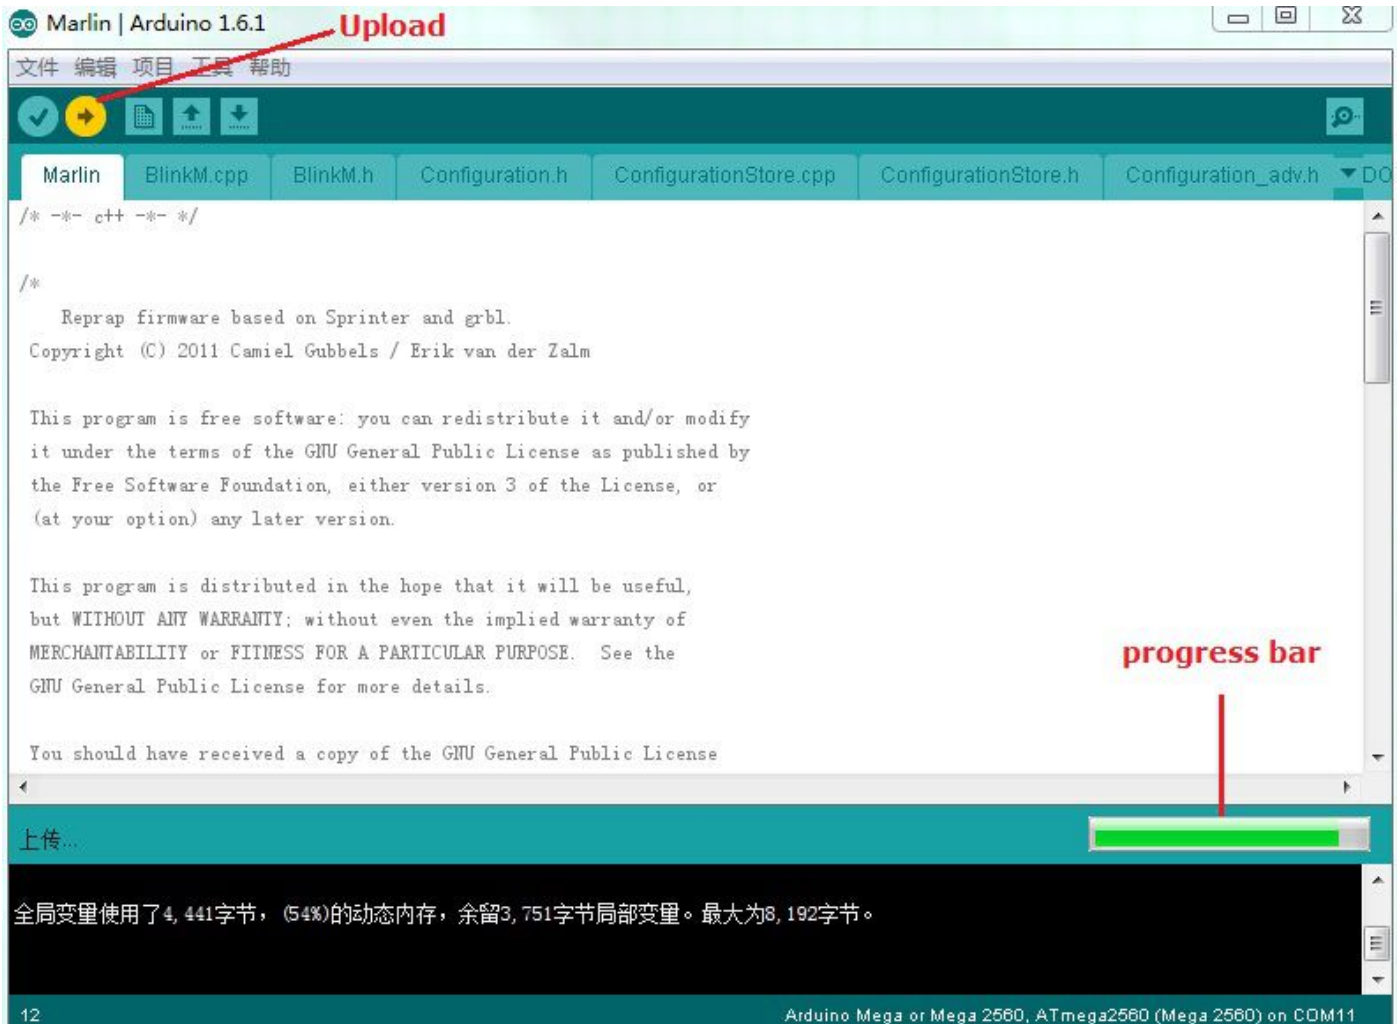 Marlin | Arduino 1.6.1
Upload
文件 编辑 项目 工具 帮助
Marlin BlinkM.cpp BlinkM.h Configuration.h ConfigurationStore.cpp ConfigurationStore.h Configuration_adv.h DO
/* -*- c++ -*- */
/*
Reprap firmware based on Sprinter and grbl.
Copyright (C) 2011 Camiel Gubbels / Erik van der Zalm
This program is free software: you can redistribute it and/or modify
it under the terms of the GNU General Public License as published by
the Free Software Foundation, either version 3 of the License, or
(at your option) any later version.
This program is distributed in the hope that it will be useful,
but WITHOUT ANY WARRANTY; without even the implied warranty of
MERCHANTABILITY or FITNESS FOR A PARTICULAR PURPOSE.  See the
GNU General Public License for more details.
progress bar
You should have received a copy of the GNU General Public License
上传...
全局变量使用了4,441字节，(54%)的动态内存，余留3,751字节局部变量。最大为8,192字节。
12
Arduino Mega or Mega 2560, ATmega2560 (Mega 2560) on COM11